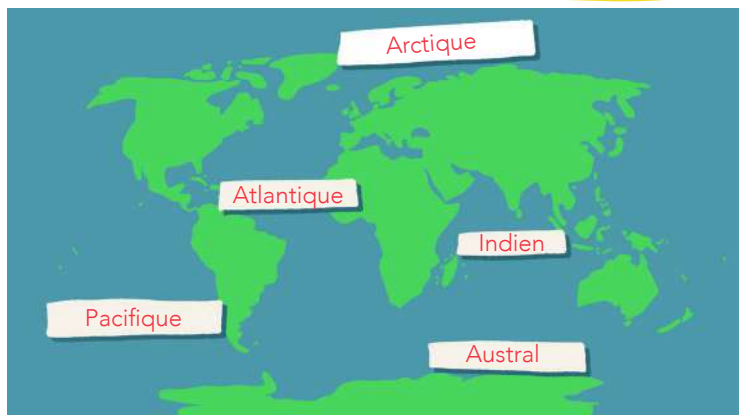 Arctique
Atlantique
Indien
Pacifique
Austral